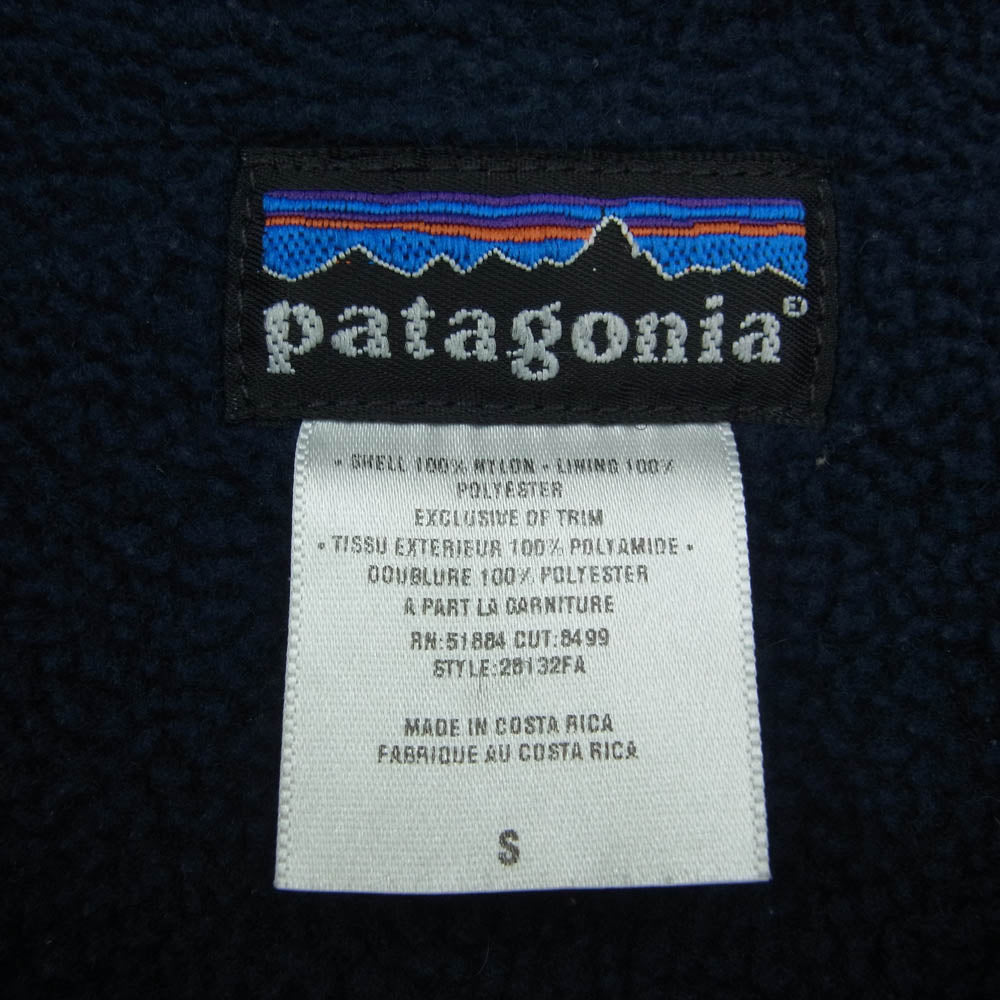 patagonia®
• SHELL 100% NYLON • LINING 100%
POLYESTER
EXCLUSIVE OF TRIM
• TISSU EXTERIEUR 100% POLYAMIDE •
DOUBLURE 100% POLYESTER
A PART LA GARNITURE
RN:51884 CUT:8499
STYLE:28132FA
MADE IN COSTA RICA
FABRIQUE AU COSTA RICA
S